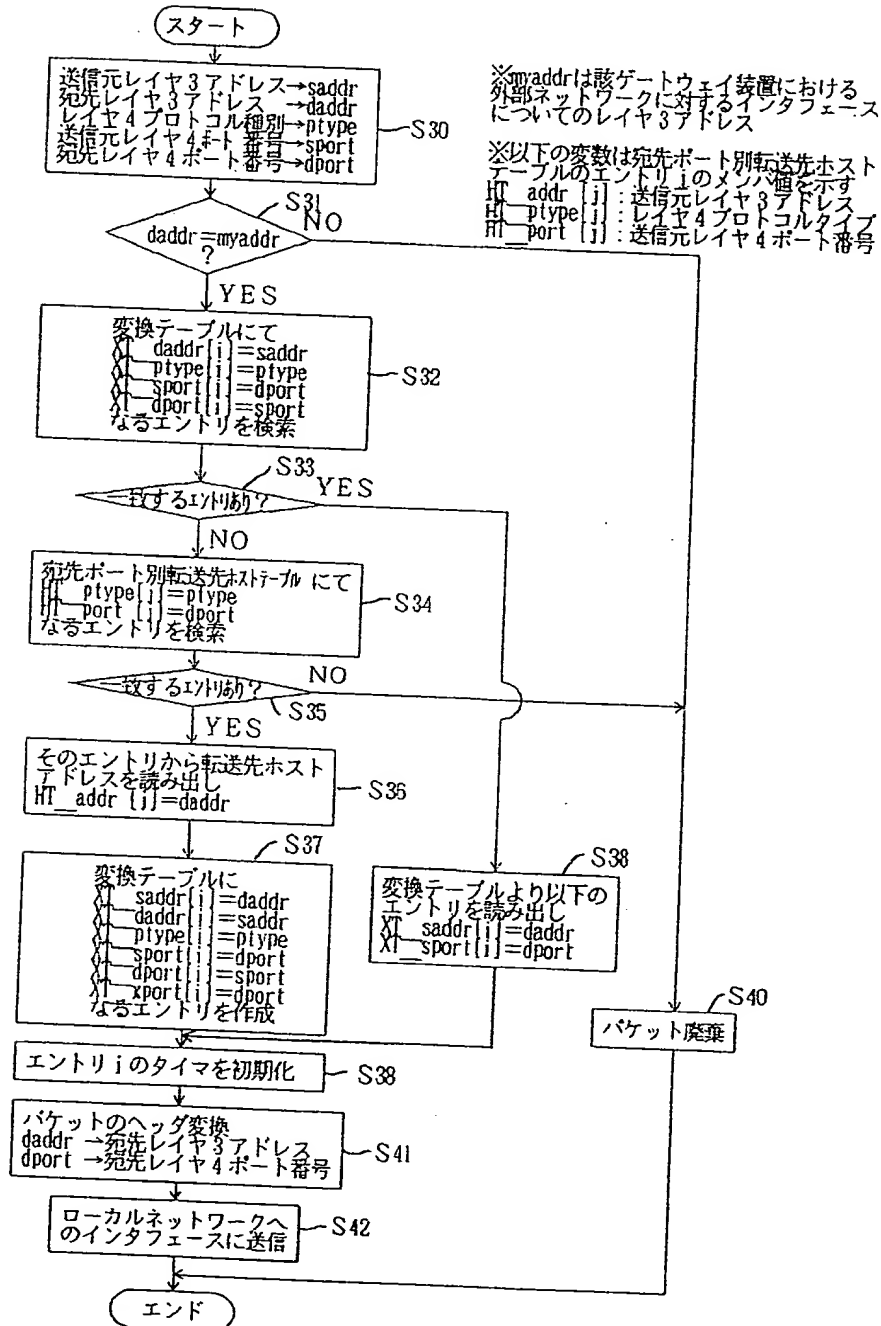 スタート
送信元レイヤ3アドレス→saddr
宛先レイヤ3アドレス →daddr
レイヤ4プロトコル種別→ptype
送信元レイヤ4ポート番号→sport
宛先レイヤ4ポート番号→dport
S30
※myaddrは該ゲートウェイ装置における
外部ネットワークに対するインタフェース
についてのレイヤ3アドレス
※以下の変数は宛先ポート別転送先ホスト
テーブルのエントリjのメンバ値を示す
HT__addr [j]:送信元レイヤ3アドレス
HT__ptype[j]:レイヤ4プロトコルタイプ
HT__port [j]:送信元レイヤ4ポート番号
S31
daddr=myaddr
?
NO
YES
変換テーブルにて
XT__daddr[i]=saddr
XT__ptype[i]=ptype
XT__sport[i]=dport
XT__dport[i]=sport
なるエントリを検索
S32
S33
一致するエントリあり?
YES
NO
宛先ポート別転送先ホストテーブル にて
HT__ptype[j]=ptype
HT__port [j]=dport
なるエントリを検索
S34
一致するエントリあり?
NO
S35
YES
そのエントリから転送先ホスト
アドレスを読み出し
HT__addr [j]=daddr
S36
S37
変換テーブルに
XT__saddr[i]=daddr
XT__daddr[i]=saddr
XT__ptype[i]=ptype
XT__sport[i]=dport
XT__dport[i]=sport
XT__xport[i]=dport
なるエントリを作成
S38
変換テーブルより以下の
エントリを読み出し
XT__saddr[i]=daddr
XT__sport[i]=dport
S40
パケット廃棄
エントリiのタイマを初期化
S38
パケットのヘッダ変換
daddr →宛先レイヤ3アドレス
dport →宛先レイヤ4ポート番号
S41
ローカルネットワークへ
のインタフェースに送信
S42
エンド